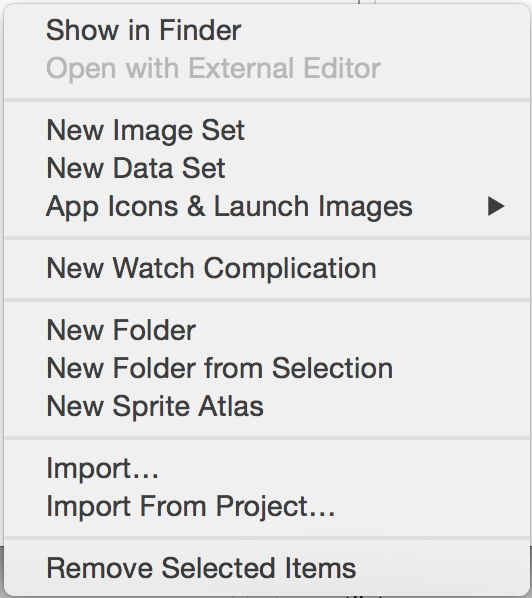 Show in Finder
Open with External Editor
New Image Set
New Data Set
App Icons & Launch Images
New Watch Complication
New Folder
New Folder from Selection
New Sprite Atlas
Import...
Import From Project...
Remove Selected Items